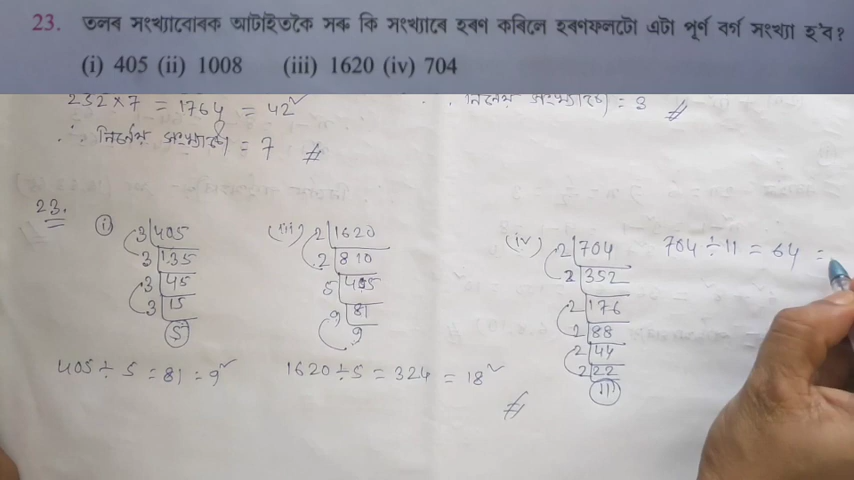 23. তলৰ সংখ্যাবোৰক আটাইতকৈ সৰু কি সংখ্যাৰে হৰণ কৰিলে হৰণফলটো এটা পূৰ্ণ বৰ্গ সংখ্যা হ'ব?
(i) 405 (ii) 1008 (iii) 1620 (iv) 704
252 × 7 = 1764 = 42²
∴ নিৰ্ণেয় সংখ্যাটো = 7
∴ নিৰ্ণেয় সংখ্যাটো = 3
23.
(i)
3 405
3 135
3 45
3 15
5
405 ÷ 5 = 81 = 9²
(iii)
2 1620
2 810
5 405
9 81
9
1620 ÷ 5 = 324 = 18²
(iv)
2 704
2 352
2 176
2 88
2 44
2 22
11
704 ÷ 11 = 64 =